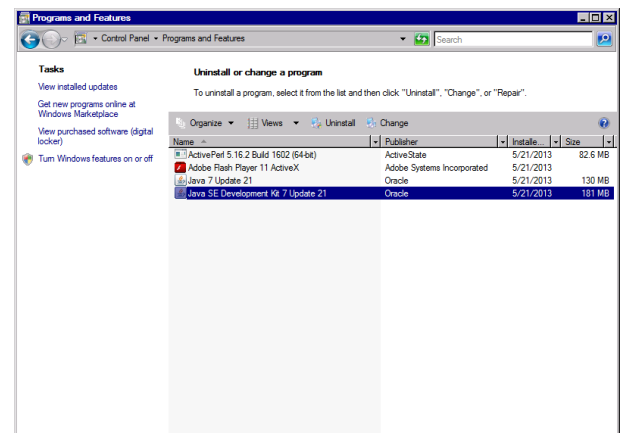 Programs and Features
Control Panel Programs and Features
Search
Tasks
View installed updates
Get new programs online at
Windows Marketplace
View purchased software (digital
locker)
Turn Windows features on or off
Uninstall or change a program
To uninstall a program, select it from the list and then click "Uninstall", "Change", or "Repair".
Organize Views Uninstall Change
Name Publisher Installe... Size
ActivePerl 5.16.2 Build 1602 (64-bit) ActiveState 5/21/2013 82.6 MB
Adobe Flash Player 11 ActiveX Adobe Systems Incorporated 5/21/2013
Java 7 Update 21 Oracle 5/21/2013 130 MB
Java SE Development Kit 7 Update 21 Oracle 5/21/2013 181 MB